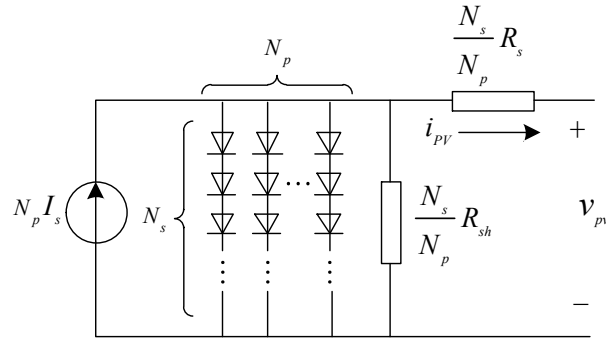 N_s/N_p R_s
N_p
i_PV
+
N_p I_s
N_s
...
N_s/N_p R_sh
v_pv
−